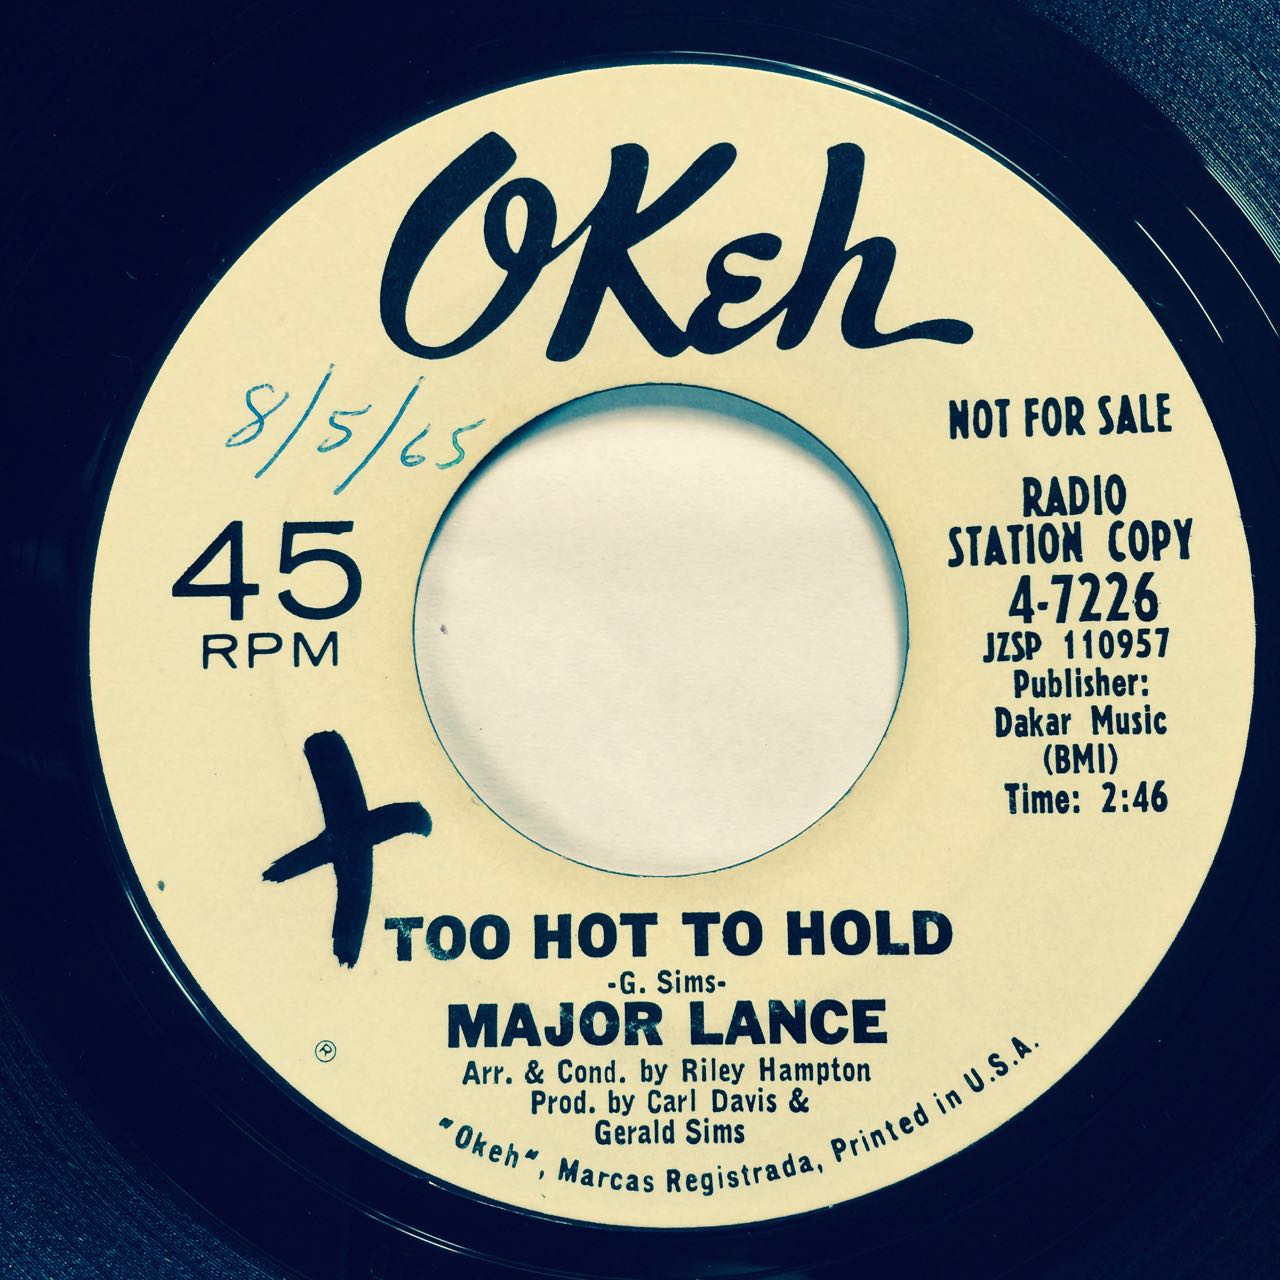 OKeh
8/5/65
NOT FOR SALE
RADIO
STATION COPY
4-7226
JZSP 110957
Publisher:
Dakar Music
(BMI)
Time: 2:46
45
RPM
TOO HOT TO HOLD
-G. Sims-
MAJOR LANCE
Arr. & Cond. by Riley Hampton
Prod. by Carl Davis &
Gerald Sims
®
"Okeh", Marcas Registrada, Printed in U.S.A.